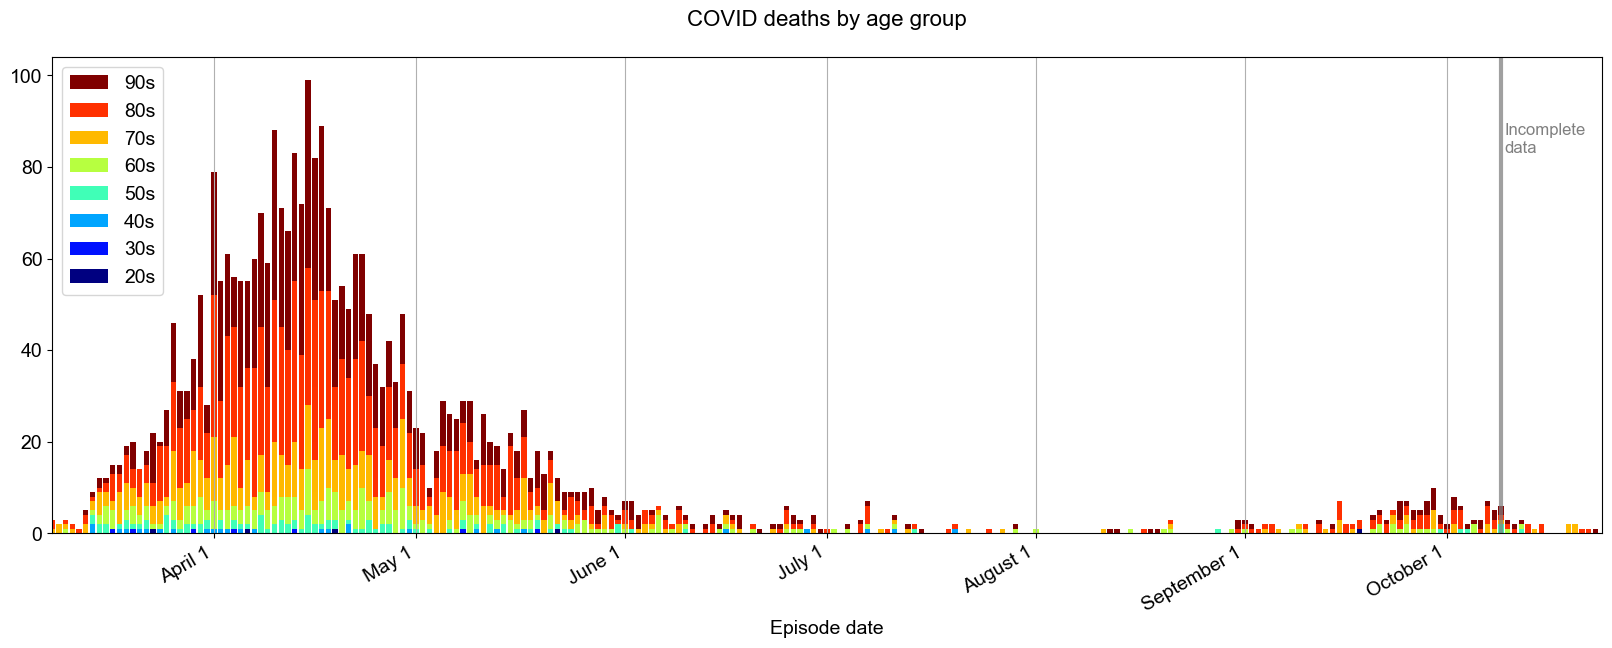 COVID deaths by age group
100
80
60
40
20
0
90s
80s
70s
60s
50s
40s
30s
20s
Incomplete
data
April 1
May 1
June 1
July 1
August 1
September 1
October 1
Episode date